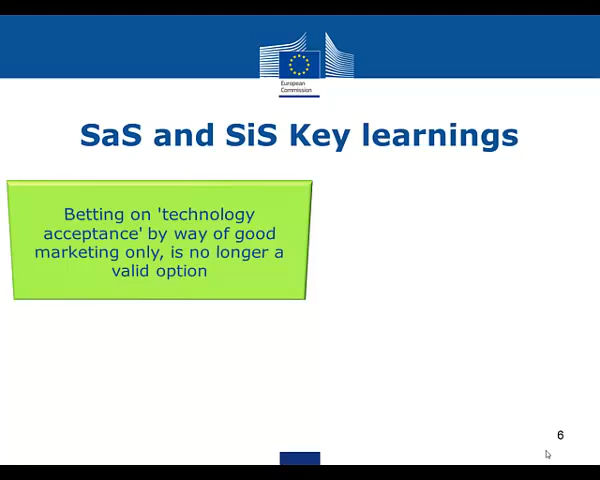 European
Commission
SaS and SiS Key learnings
Betting on 'technology
acceptance' by way of good
marketing only, is no longer a
valid option
6